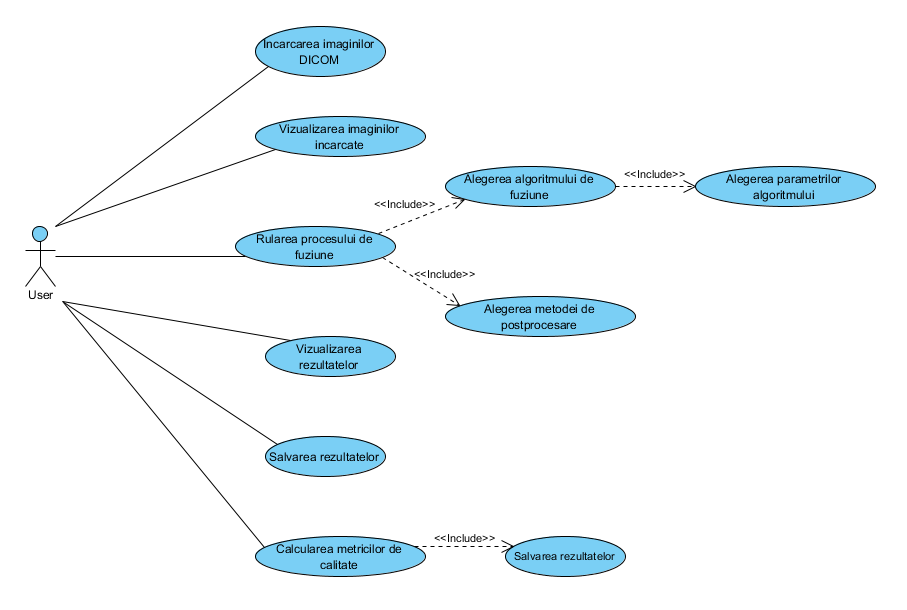 Incarcarea imaginilor
DICOM
Vizualizarea imaginilor
incarcate
Alegerea algoritmului de
fuziune
<<Include>>
Alegerea parametrilor
algoritmului
<<Include>>
Rularea procesului de
fuziune
<<Include>>
User
Alegerea metodei de
postprocesare
Vizualizarea
rezultatelor
Salvarea rezultatelor
Calcularea metricilor de
calitate
<<Include>>
Salvarea rezultatelor